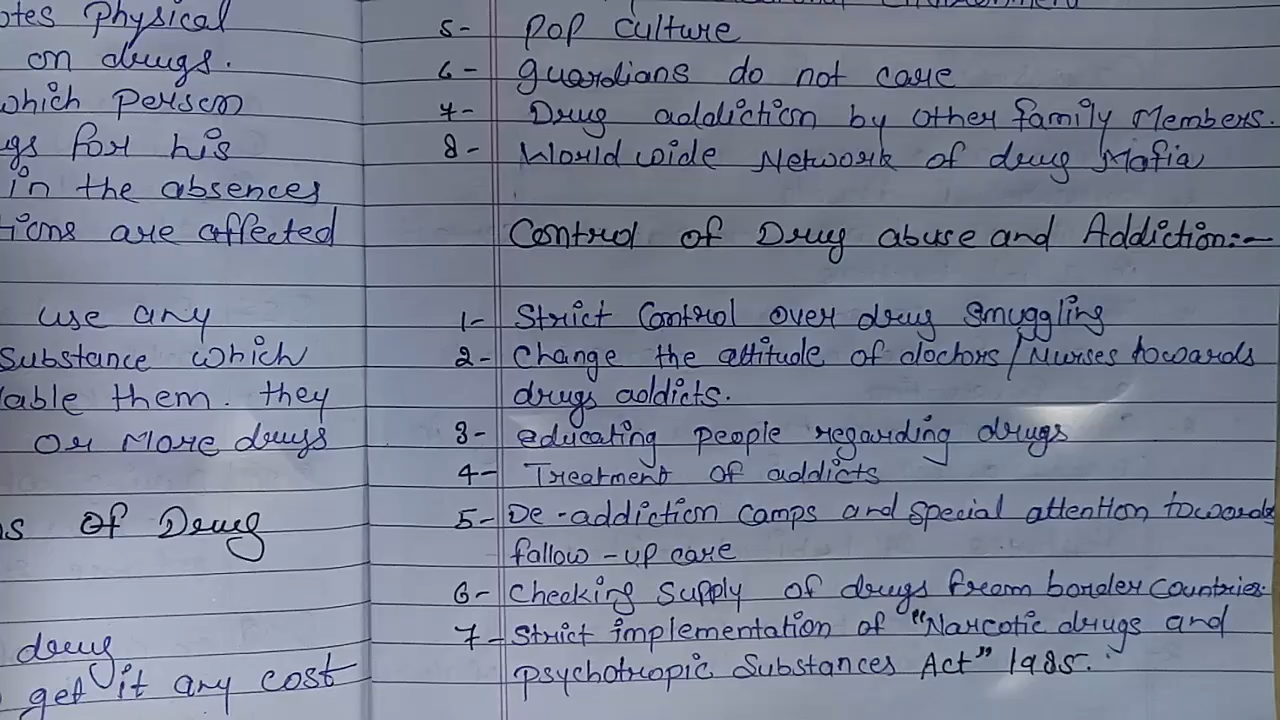 otes Physical
on drugs.
which Person
gs for his
in the absences
tions are affected
use any
Substance which
able them. they
or More drugs
s Of Drug
drug
get it any cost
5- Pop Culture
6- guardians do not care
7- Drug addiction by other family Members.
8- World wide Network of drug Mafia
Control of Drug abuse and Addiction:-
1- Strict Control over drug Smuggling
2- Change the attitude of doctors/Nurses towards
drugs addicts.
3- educating people regarding drugs
4- Treatment of addicts
5- De-addiction camps and special attention towards
fallow-up care
6- Checking Supply of drugs fream border Countries.
7- Strict implementation of "Narcotic drugs and
psychotropic Substances Act" 1985.